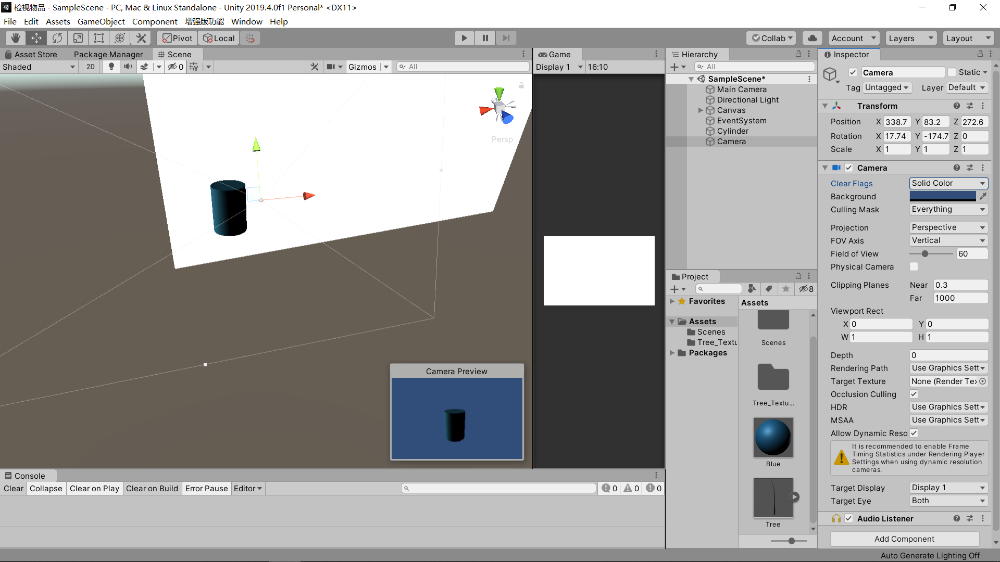 检视物品 - SampleScene - PC, Mac & Linux Standalone - Unity 2019.4.0f1 Personal* <DX11>
File Edit Assets GameObject Component 增强版功能 Window Help
Pivot Local Collab Account Layers Layout
Asset Store Package Manager Scene
Shaded 2D 0 Gizmos All
Persp
Camera Preview
Game
Display 1 16:10
Hierarchy
All
SampleScene*
Main Camera
Directional Light
Canvas
EventSystem
Cylinder
Camera
Project
8
Favorites
Assets
Scenes
Tree_Textu
Packages
Assets
Scenes
Tree_Textu...
Blue
Tree
Console
Clear Collapse Clear on Play Clear on Build Error Pause Editor 0 0 0
Inspector
Camera Static
Tag Untagged Layer Default
Transform
Position X 338.7 Y 83.2 Z 272.6
Rotation X 17.74 Y -174.7 Z 0
Scale X 1 Y 1 Z 1
Camera
Clear Flags Solid Color
Background
Culling Mask Everything
Projection Perspective
FOV Axis Vertical
Field of View 60
Physical Camera
Clipping Planes Near 0.3
Far 1000
Viewport Rect
X 0 Y 0
W 1 H 1
Depth 0
Rendering Path Use Graphics Sett
Target Texture None (Render Tex
Occlusion Culling
HDR Use Graphics Sett
MSAA Use Graphics Sett
Allow Dynamic Reso
It is recommended to enable Frame
Timing Statistics under Rendering Player
Settings when using dynamic resolution
cameras.
Target Display Display 1
Target Eye Both
Audio Listener
Add Component
Auto Generate Lighting Off